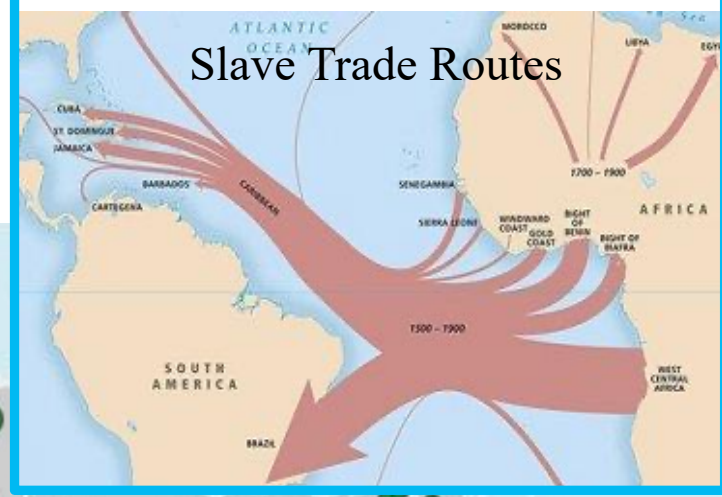 ATLANTIC
OCEAN
Slave Trade Routes
MOROCCO
LIBYA
EGY
Sea
CUBA
ST. DOMINGUE
JAMAICA
BARBADOS
CARTEGENA
CARIBBEAN
SENEGAMBIA
SIERRA LEONE
WINDWARD
COAST
GOLD
COAST
BIGHT
OF
BENIN
BIGHT OF
BIAFRA
1700 – 1900
AFRICA
1500 – 1900
SOUTH
AMERICA
WEST
CENTRAL
AFRICA
BRAZIL